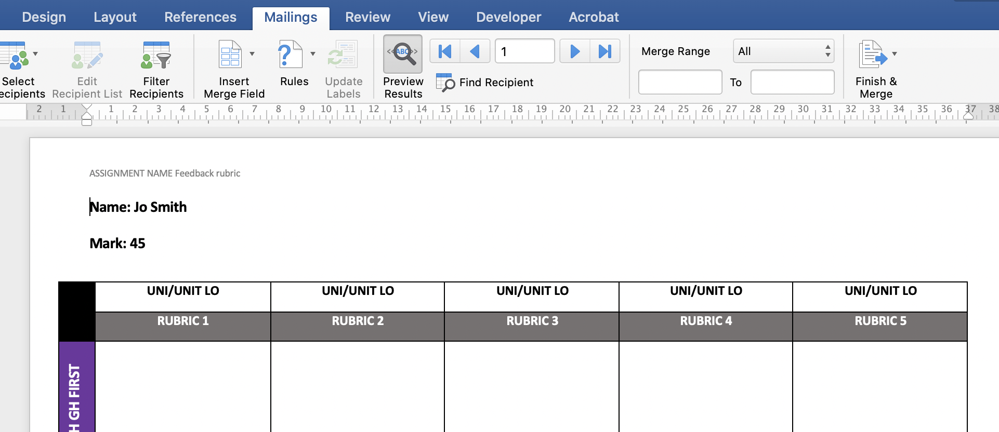 Design Layout References Mailings Review View Developer Acrobat
<<ABC>> 1 Merge Range All
Select Edit Filter Insert Rules Update Preview Find Recipient To Finish &
ecipients Recipient List Recipients Merge Field Labels Results Merge
2 1 1 2 3 4 5 6 7 8 9 10 11 12 13 14 15 16 17 18 19 20 21 22 23 24 25 26 27 28 29 30 31 32 33 34 35 36 37 38
ASSIGNMENT NAME Feedback rubric
Name: Jo Smith
Mark: 45
UNI/UNIT LO UNI/UNIT LO UNI/UNIT LO UNI/UNIT LO UNI/UNIT LO
RUBRIC 1 RUBRIC 2 RUBRIC 3 RUBRIC 4 RUBRIC 5
H GH FIRST